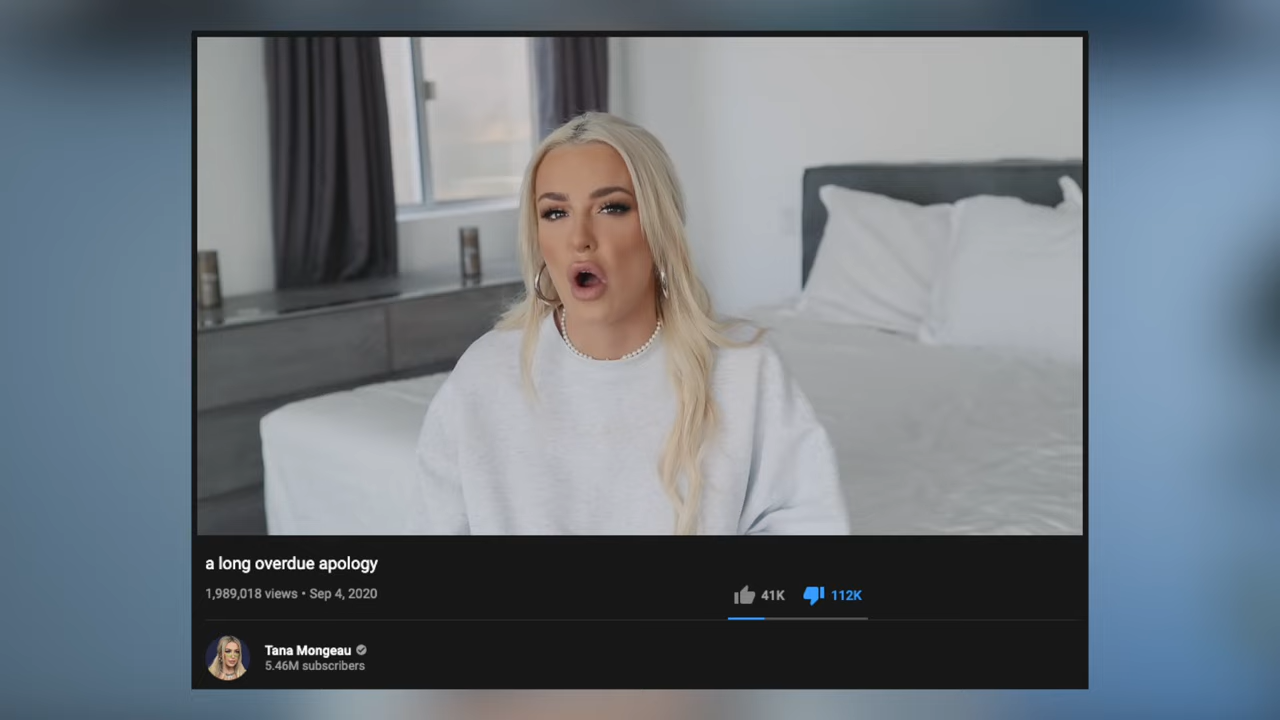 a long overdue apology
1,989,018 views • Sep 4, 2020
41K 112K
Tana Mongeau
5.46M subscribers